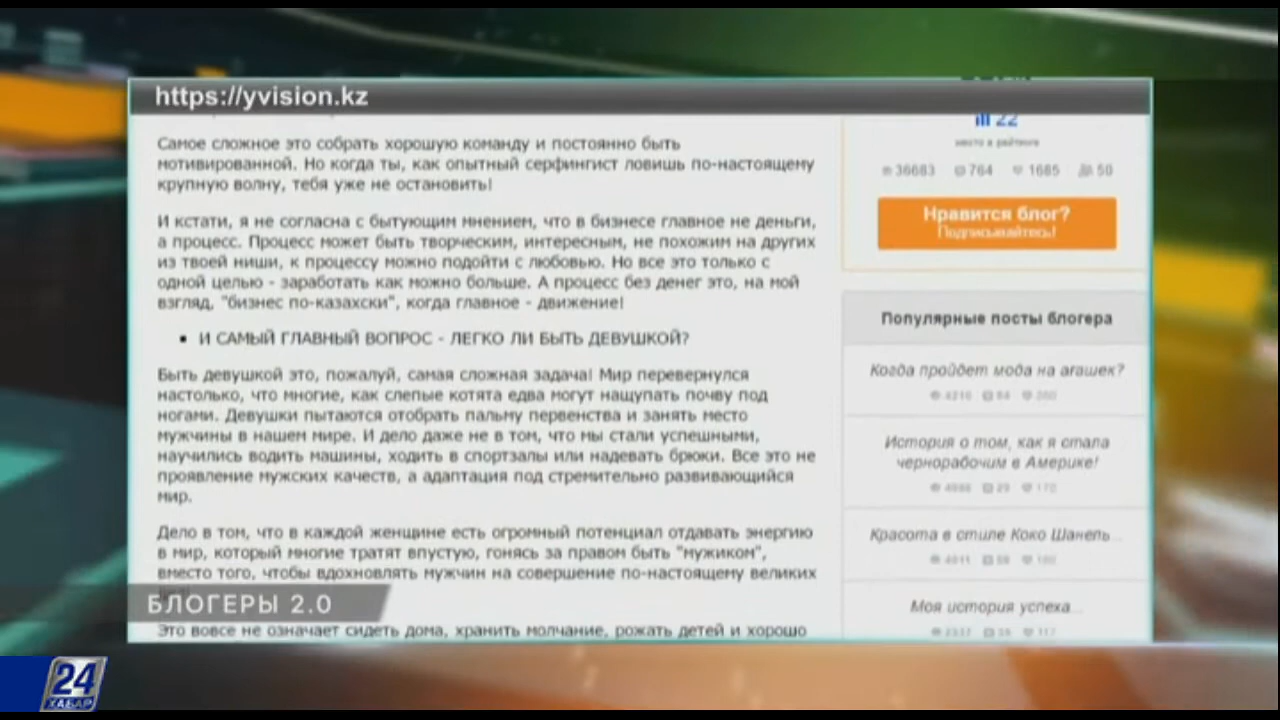 https://yvision.kz
Самое сложное это собрать хорошую команду и постоянно быть
мотивированной. Но когда ты, как опытный серфингист ловишь по-настоящему
крупную волну, тебя уже не остановить!
И кстати, я не согласна с бытующим мнением, что в бизнесе главное не деньги,
а процесс. Процесс может быть творческим, интересным, не похожим на других
из твоей ниши, к процессу можно подойти с любовью. Но все это только с
одной целью - заработать как можно больше. А процесс без денег это, на мой
взгляд, "бизнес по-казахски", когда главное - движение!
▪ И САМЫЙ ГЛАВНЫЙ ВОПРОС - ЛЕГКО ЛИ БЫТЬ ДЕВУШКОЙ?
Быть девушкой это, пожалуй, самая сложная задача! Мир перевернулся
настолько, что многие, как слепые котята едва могут нащупать почву под
ногами. Девушки пытаются отобрать пальму первенства и занять место
мужчины в нашем мире. И дело даже не в том, что мы стали успешными,
научились водить машины, ходить в спортзалы или надевать брюки. Все это не
проявление мужских качеств, а адаптация под стремительно развивающийся
мир.
Дело в том, что в каждой женщине есть огромный потенциал отдавать энергию
в мир, который многие тратят впустую, гонясь за правом быть "мужиком",
вместо того, чтобы вдохновлять мужчин на совершение по-настоящему великих
Это вовсе не означает сидеть дома, хранить молчание, рожать детей и хорошо
22
место в рейтинге
36683 764 1685 50
Нравится блог?
Подписывайтесь!
Популярные посты блогера
Когда пройдет мода на агашек?
История о том, как я стала
чернорабочим в Америке!
Красота в стиле Коко Шанель...
Моя история успеха...
БЛОГЕРЫ 2.0
24
ХАБАР